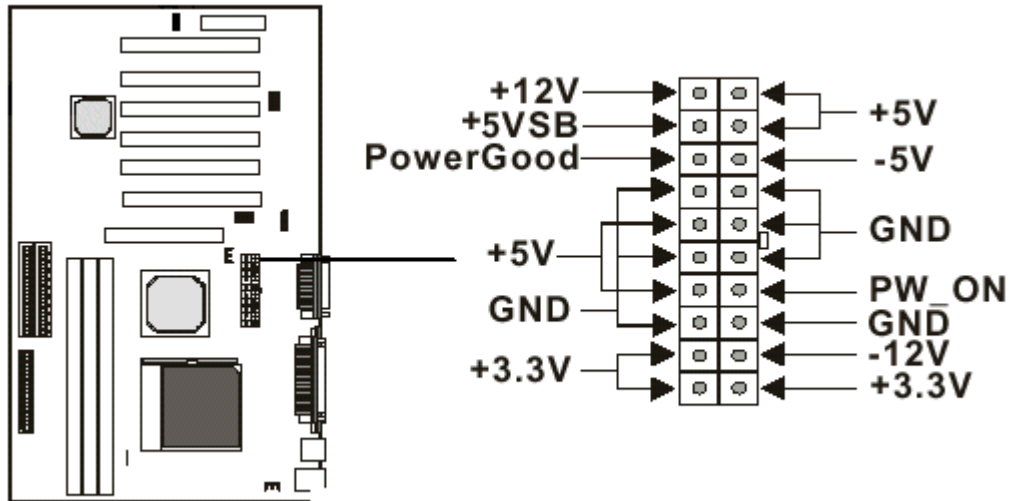 +12V
+5VSB
PowerGood
+5V
GND
+3.3V
+5V
-5V
GND
PW_ON
GND
-12V
+3.3V